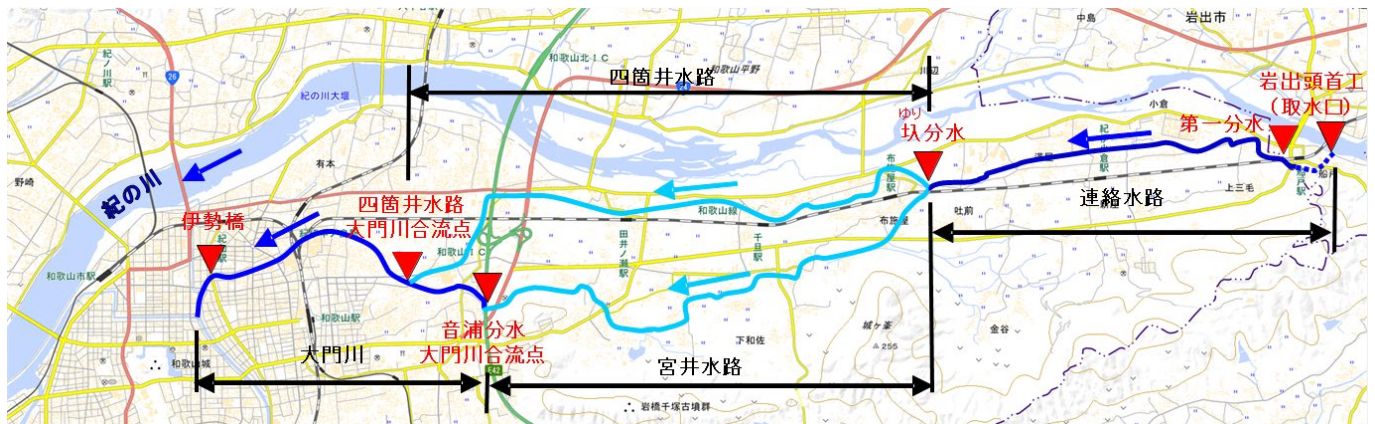 中島
岩出市
紀ノ川駅
26
和歌山北IC
和歌山平野
四箇井水路
川辺
岩出頭首工
(取水口)
紀の川大堰
小倉
ゆり
圦分水
第一分水
有本
布施屋駅
船戸駅
野崎
紀の川
上三毛
連絡水路
四箇井水路
大門川合流点
和歌山線
伊勢橋
布施屋
吐前
田井ノ瀬駅
千旦駅
和歌山市駅
和歌山駅
音浦分水
大門川合流点
下和佐
城ヶ峯
255
金谷
大門川
和歌山城
宮井水路
E42
岩橋千塚古墳群